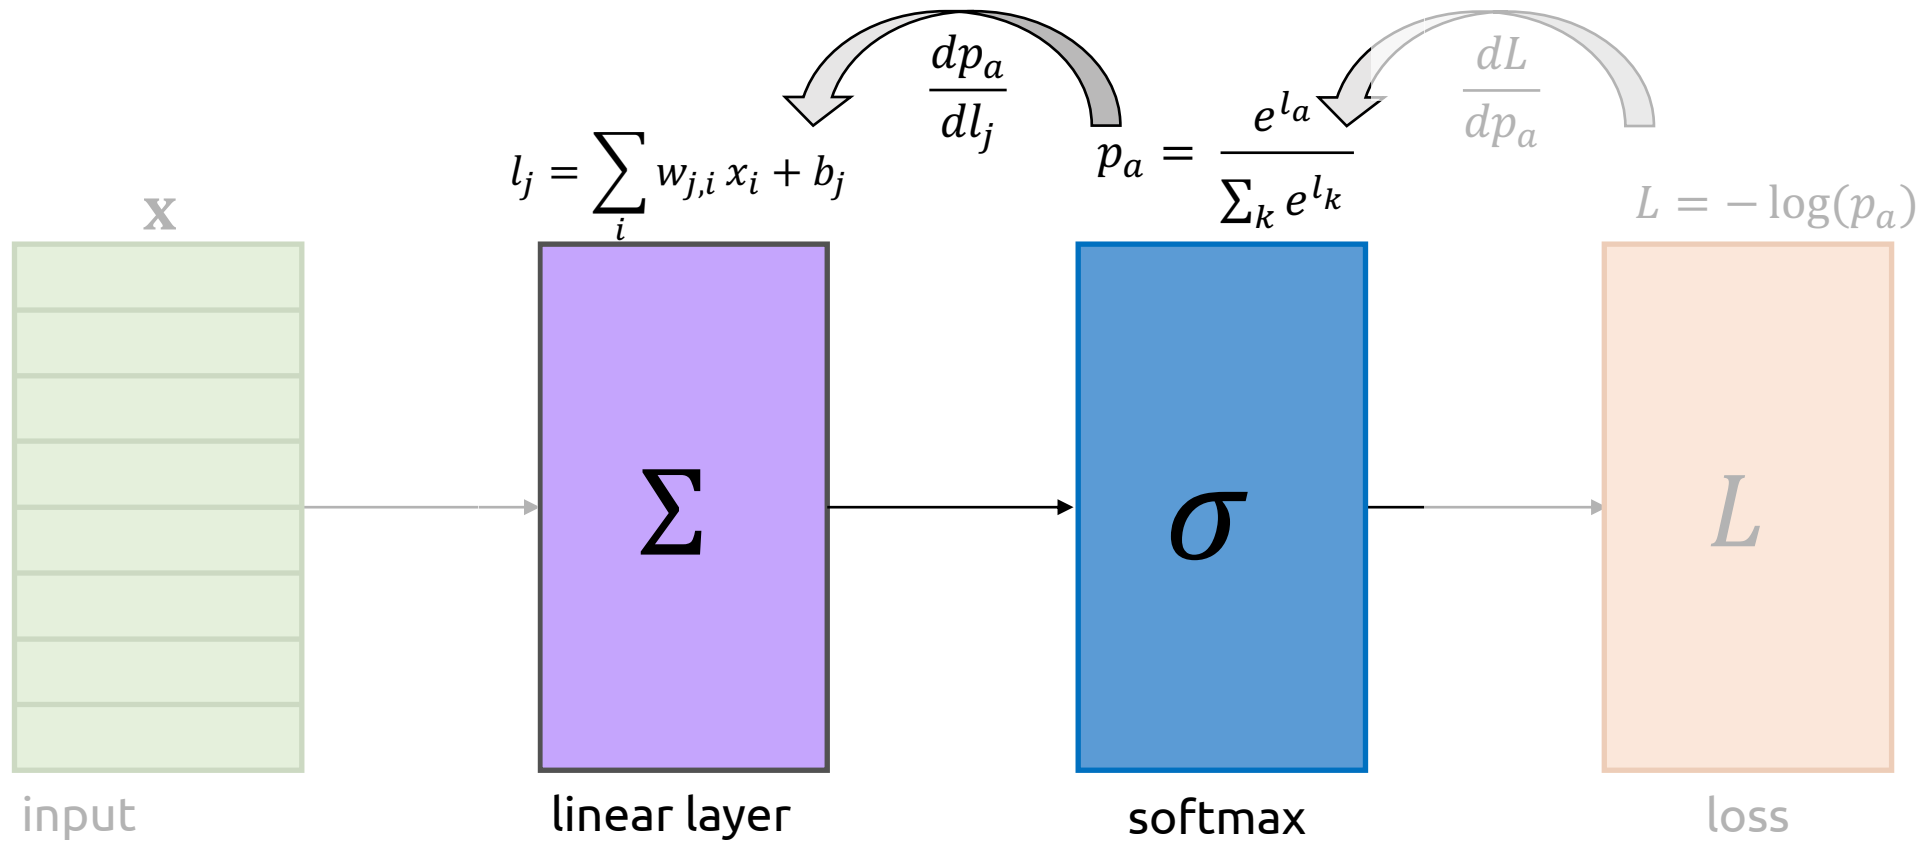 x
l_j = ∑_i w_{j,i} x_i + b_j
dp_a / dl_j
p_a = e^{l_a} / ∑_k e^{l_k}
dL / dp_a
L = − log(p_a)
Σ
σ
L
input
linear layer
softmax
loss